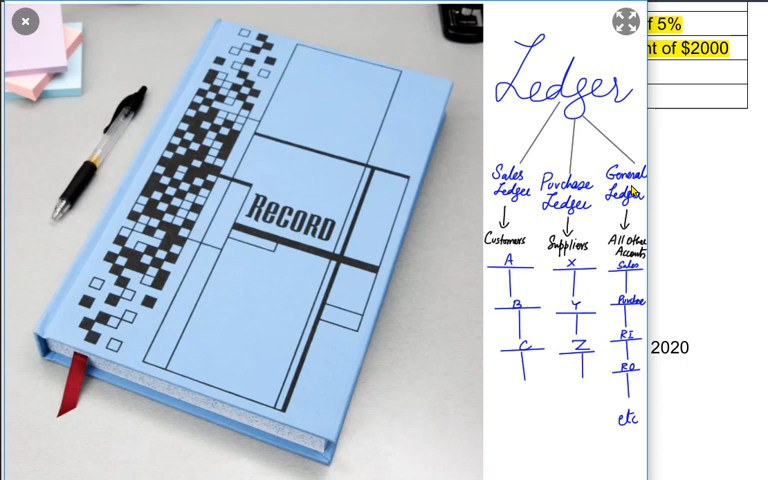 f 5%
nt of $2000
Ledger
Sales
Ledger
Purchase
Ledger
General
Ledger
Customers
Suppliers
All Other
Accounts
A
X
Sales
B
Y
Purchase
C
Z
RI
RO
etc
RECORD
2020